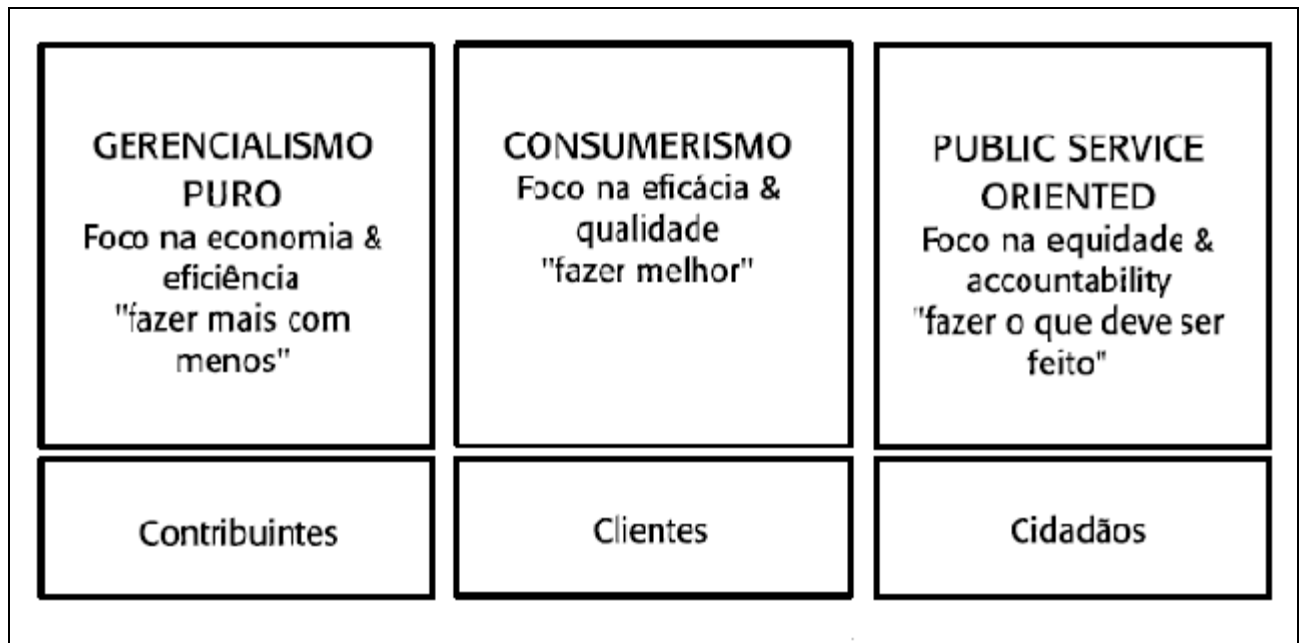 GERENCIALISMO
PURO
Foco na economia &
eficiência
"fazer mais com
menos"
CONSUMERISMO
Foco na eficácia &
qualidade
"fazer melhor"
PUBLIC SERVICE
ORIENTED
Foco na equidade &
accountability
"fazer o que deve ser
feito"
Contribuintes
Clientes
Cidadãos